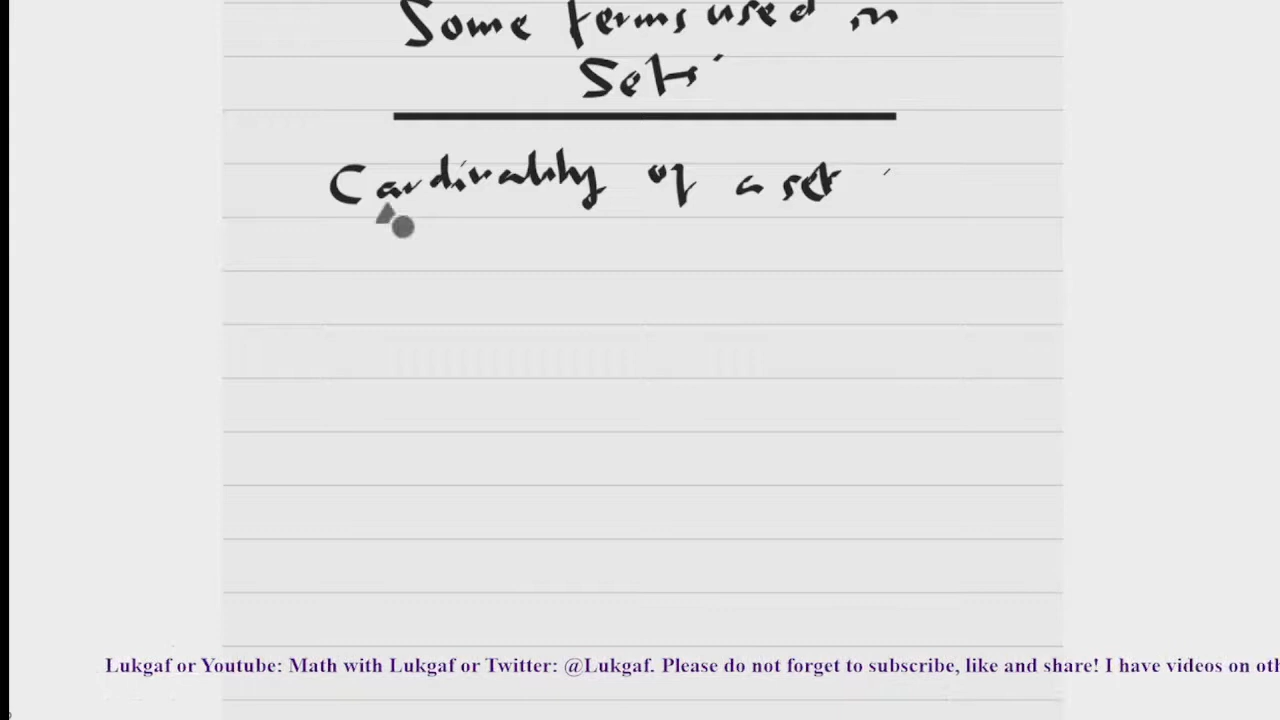 Some terms used in
Sets
Cardinality of a set
Lukgaf or Youtube: Math with Lukgaf or Twitter: @Lukgaf. Please do not forget to subscribe, like and share! I have videos on oth